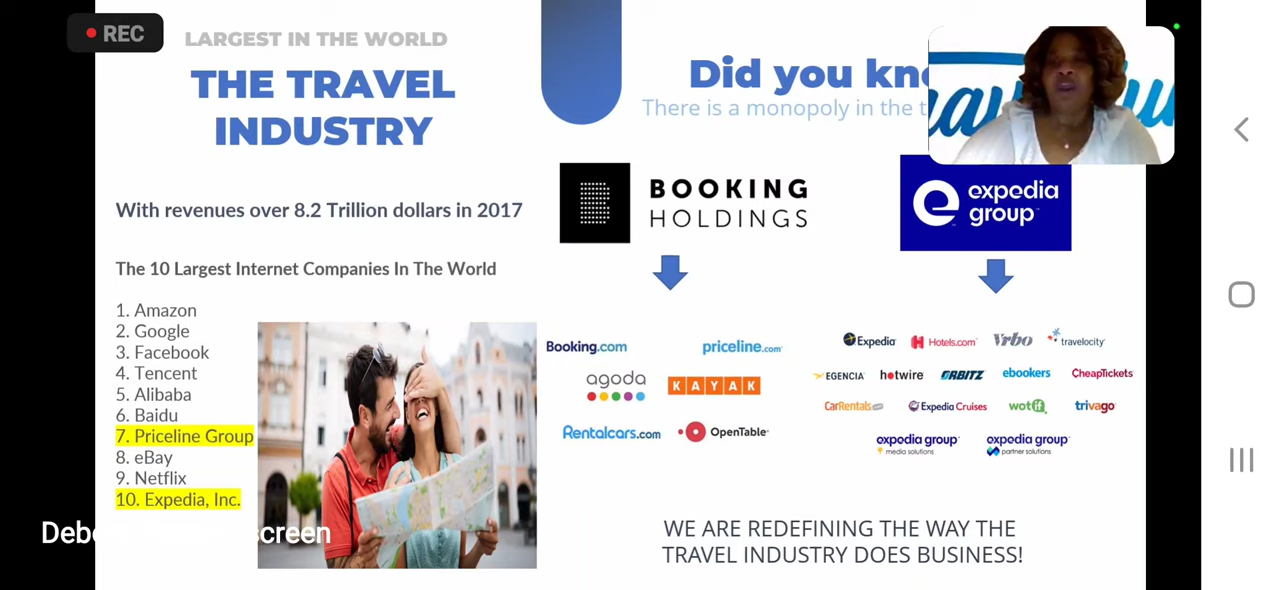 REC
LARGEST IN THE WORLD
THE TRAVEL
INDUSTRY
With revenues over 8.2 Trillion dollars in 2017
The 10 Largest Internet Companies In The World
1. Amazon
2. Google
3. Facebook
4. Tencent
5. Alibaba
6. Baidu
7. Priceline Group
8. eBay
9. Netflix
10. Expedia, Inc.
Did you
There is a monopoly in the
BOOKING
HOLDINGS
expedia
group
Booking.com
priceline.com
agoda
KAYAK
Rentalcars.com
OpenTable
Expedia
Hotels.com
Vrbo
travelocity
EGENCIA
hotwire
ORBITZ
ebookers
CheapTickets
CarRentals
Expedia Cruises
wotif
trivago
expedia group
media solutions
expedia group
partner solutions
WE ARE REDEFINING THE WAY THE
TRAVEL INDUSTRY DOES BUSINESS!